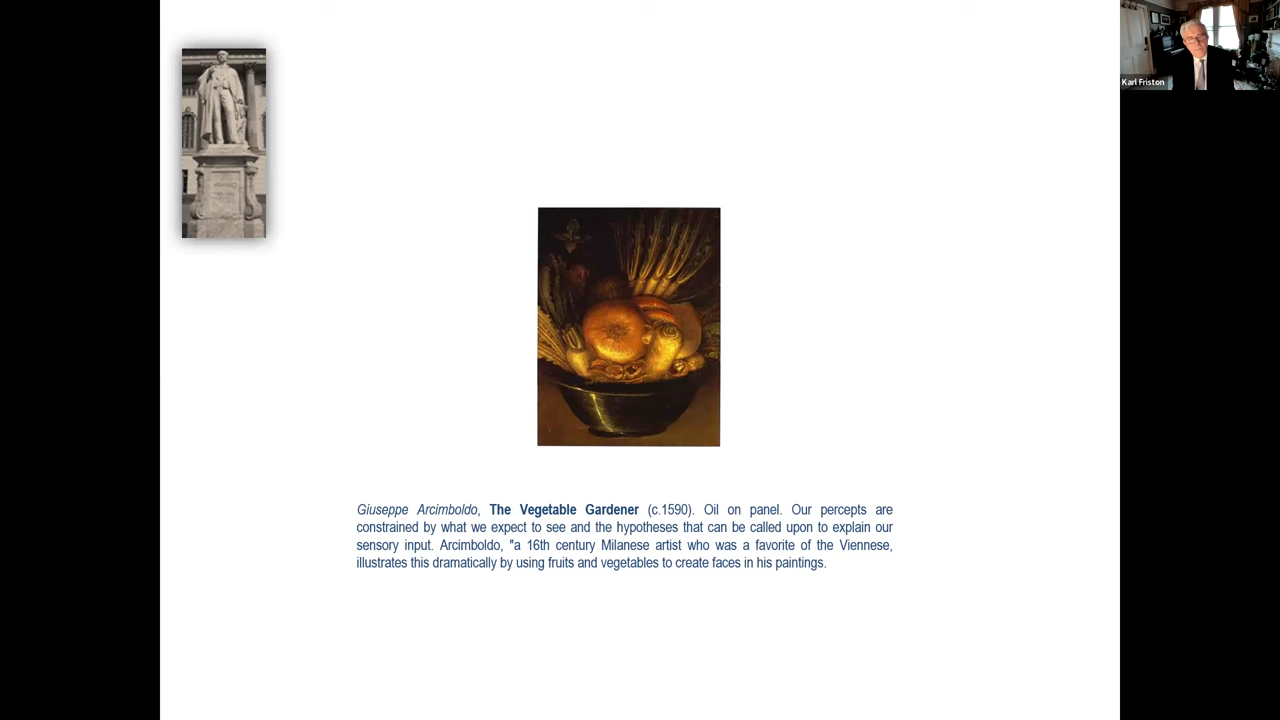 Karl Friston
Giuseppe Arcimboldo, The Vegetable Gardener (c.1590). Oil on panel. Our percepts are
constrained by what we expect to see and the hypotheses that can be called upon to explain our
sensory input. Arcimboldo, "a 16th century Milanese artist who was a favorite of the Viennese,
illustrates this dramatically by using fruits and vegetables to create faces in his paintings.